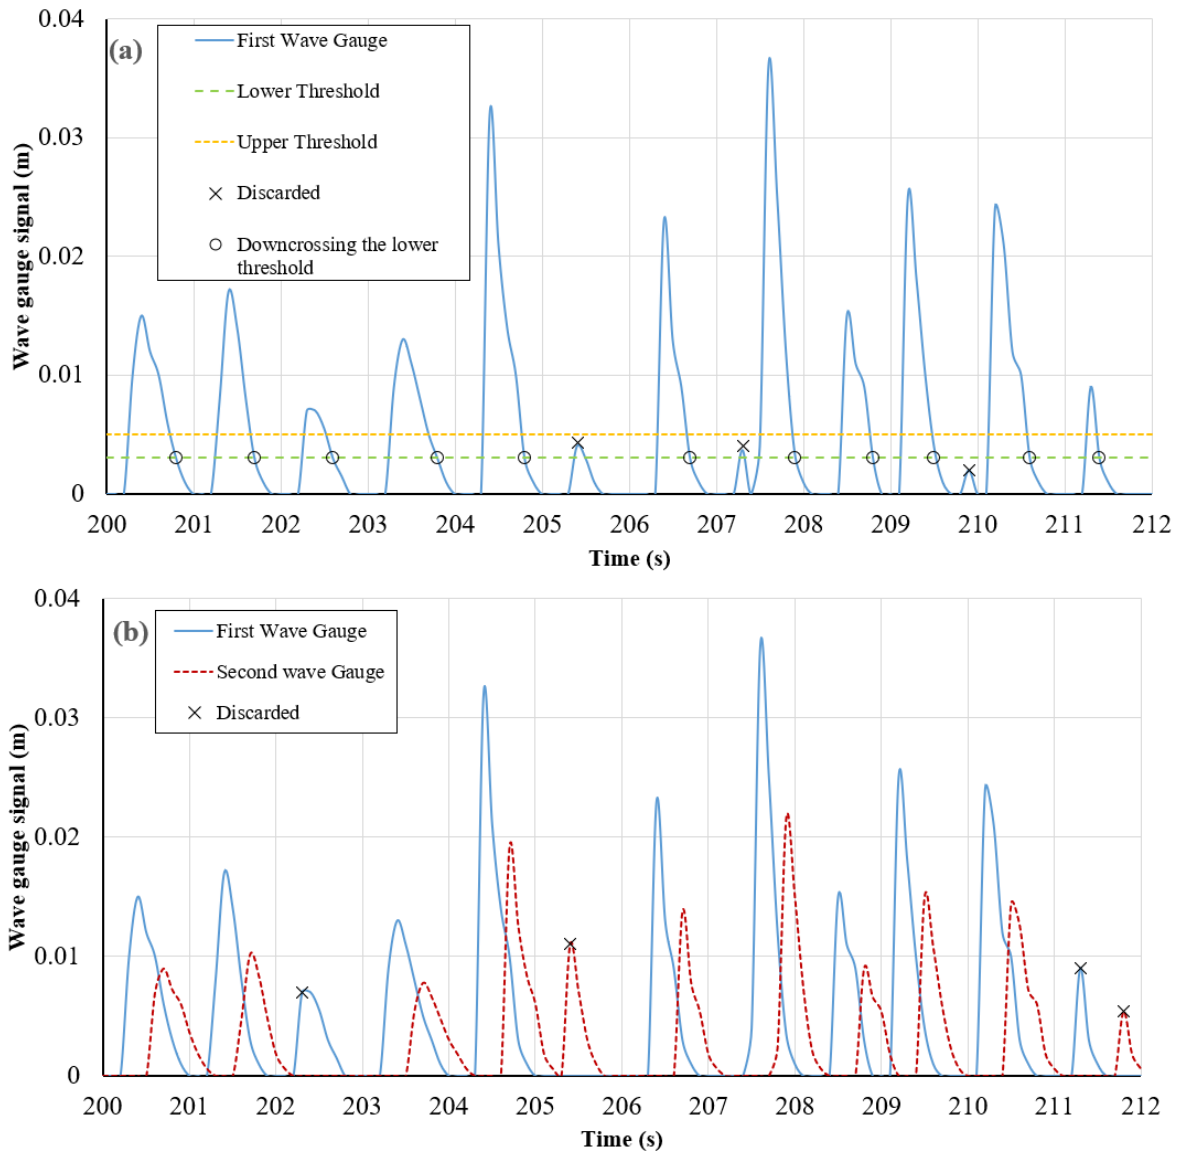 (a)
First Wave Gauge
Lower Threshold
Upper Threshold
Discarded
Downcrossing the lower
threshold
Wave gauge signal (m)
0.04
0.03
0.02
0.01
0
200 201 202 203 204 205 206 207 208 209 210 211 212
Time (s)
(b)
First Wave Gauge
Second wave Gauge
Discarded
Wave gauge signal (m)
0.04
0.03
0.02
0.01
0
200 201 202 203 204 205 206 207 208 209 210 211 212
Time (s)